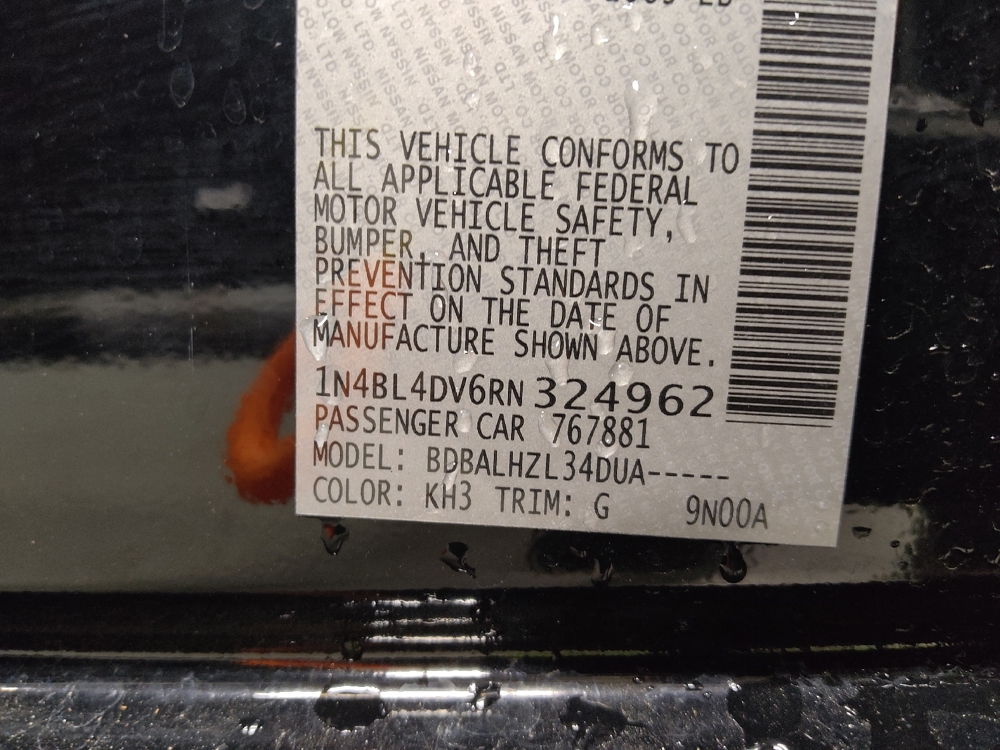 THIS VEHICLE CONFORMS TO
ALL APPLICABLE FEDERAL
MOTOR VEHICLE SAFETY,
BUMPER, AND THEFT
PREVENTION STANDARDS IN
EFFECT ON THE DATE OF
MANUFACTURE SHOWN ABOVE.
1N4BL4DV6RN 324962
PASSENGER CAR 767881
MODEL: BDBALHZL34DUA-----
COLOR: KH3 TRIM: G 9N00A